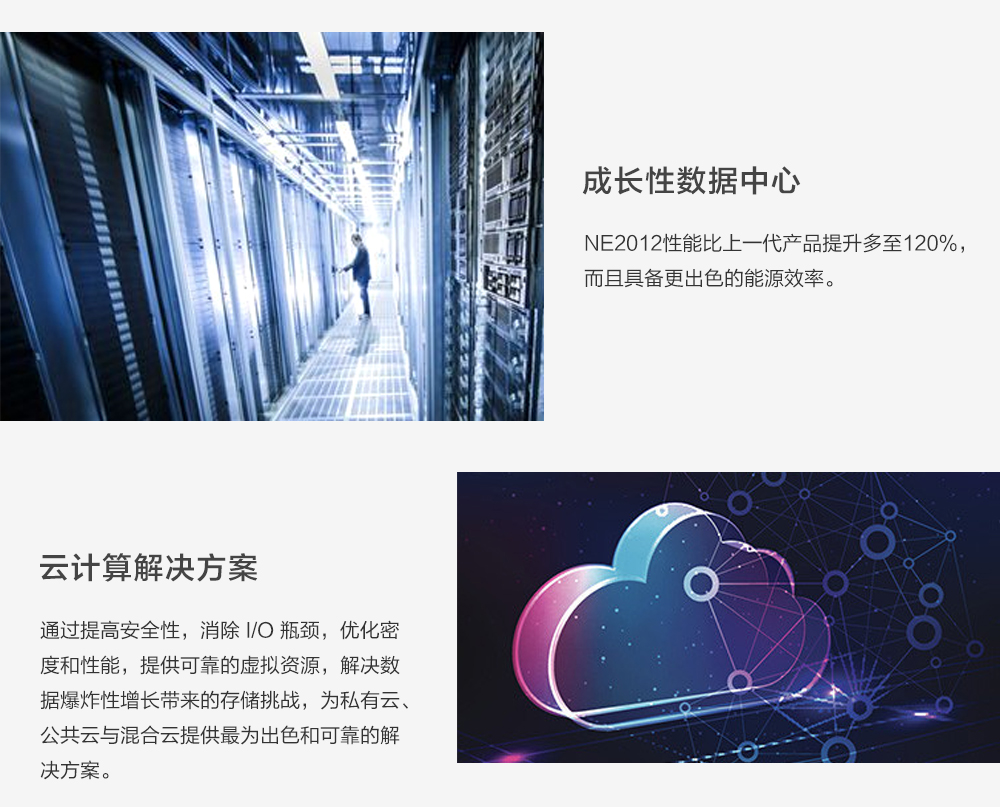 成长性数据中心
NE2012性能比上一代产品提升多至120%，
而且具备更出色的能源效率。
云计算解决方案
通过提高安全性，消除 I/O 瓶颈，优化密
度和性能，提供可靠的虚拟资源，解决数
据爆炸性增长带来的存储挑战，为私有云、
公共云与混合云提供最为出色和可靠的解
决方案。